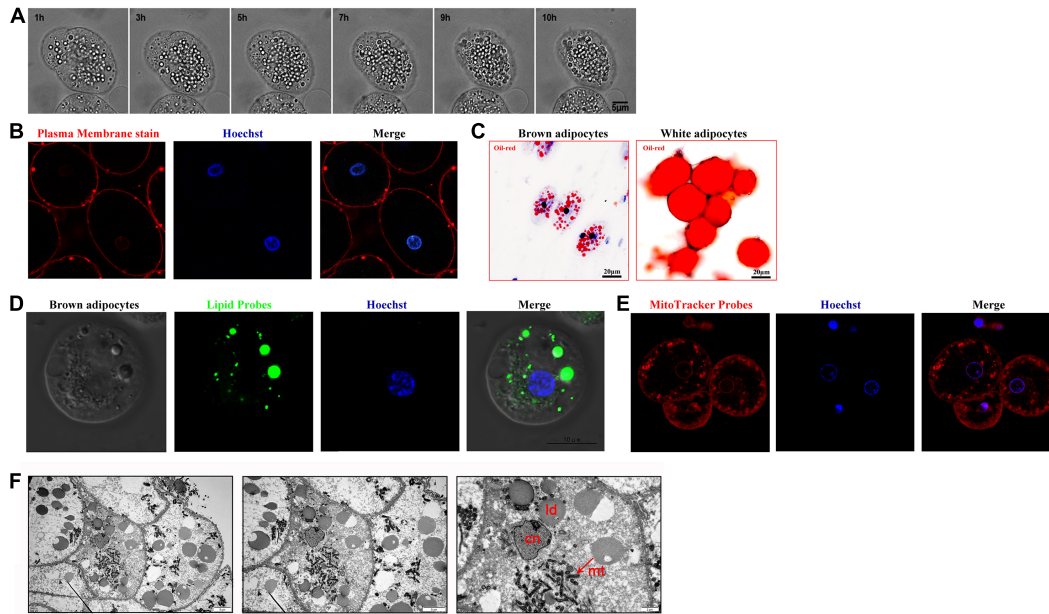 A
1h 3h 5h 7h 9h 10h
5μm
B
Plasma Membrane stain Hoechst Merge
C
Brown adipocytes White adipocytes
Oil-red Oil-red
20μm 20μm
D
Brown adipocytes Lipid Probes Hoechst Merge
E
MitoTracker Probes Hoechst Merge
F
ld
cn
mt